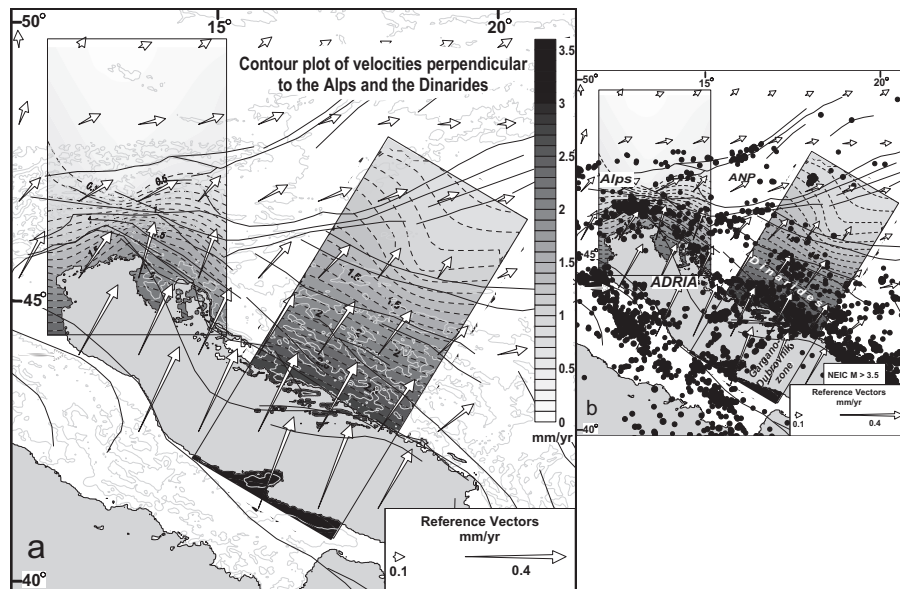 50°
15°
20°
Contour plot of velocities perpendicular
to the Alps and the Dinarides
3.5
3
2.5
2
1.5
1
0.5
0
mm/yr
45°
40°
a
Reference Vectors
mm/yr
0.1
0.4
50°
15°
20°
Alps
ANP
45°
ADRIA
Dinarides
Gargano-
Dubrovnik
zone
NEIC M > 3.5
b
Reference Vectors
mm/yr
0.1
0.4
40°